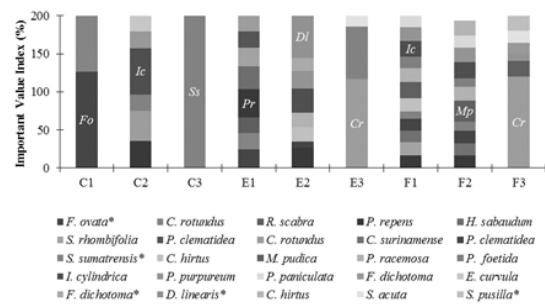 Important Value Index (%)
200
150
100
50
0
Fo
Ic
Ss
Pr
Dl
Cr
Ic
Mp
Cr
C1 C2 C3 E1 E2 E3 F1 F2 F3
F. ovata* C. rotundus R. scabra P. repens H. sabaudum
S. rhombifolia P. clematidea C. rotundus C. surinamense P. clematidea
S. sumatrensis* C. hirtus M. pudica P. racemosa P. foetida
I. cylindrica P. purpureum P. paniculata F. dichotoma E. curvula
F. dichotoma* D. linearis* C. hirtus S. acuta S. pusilla*